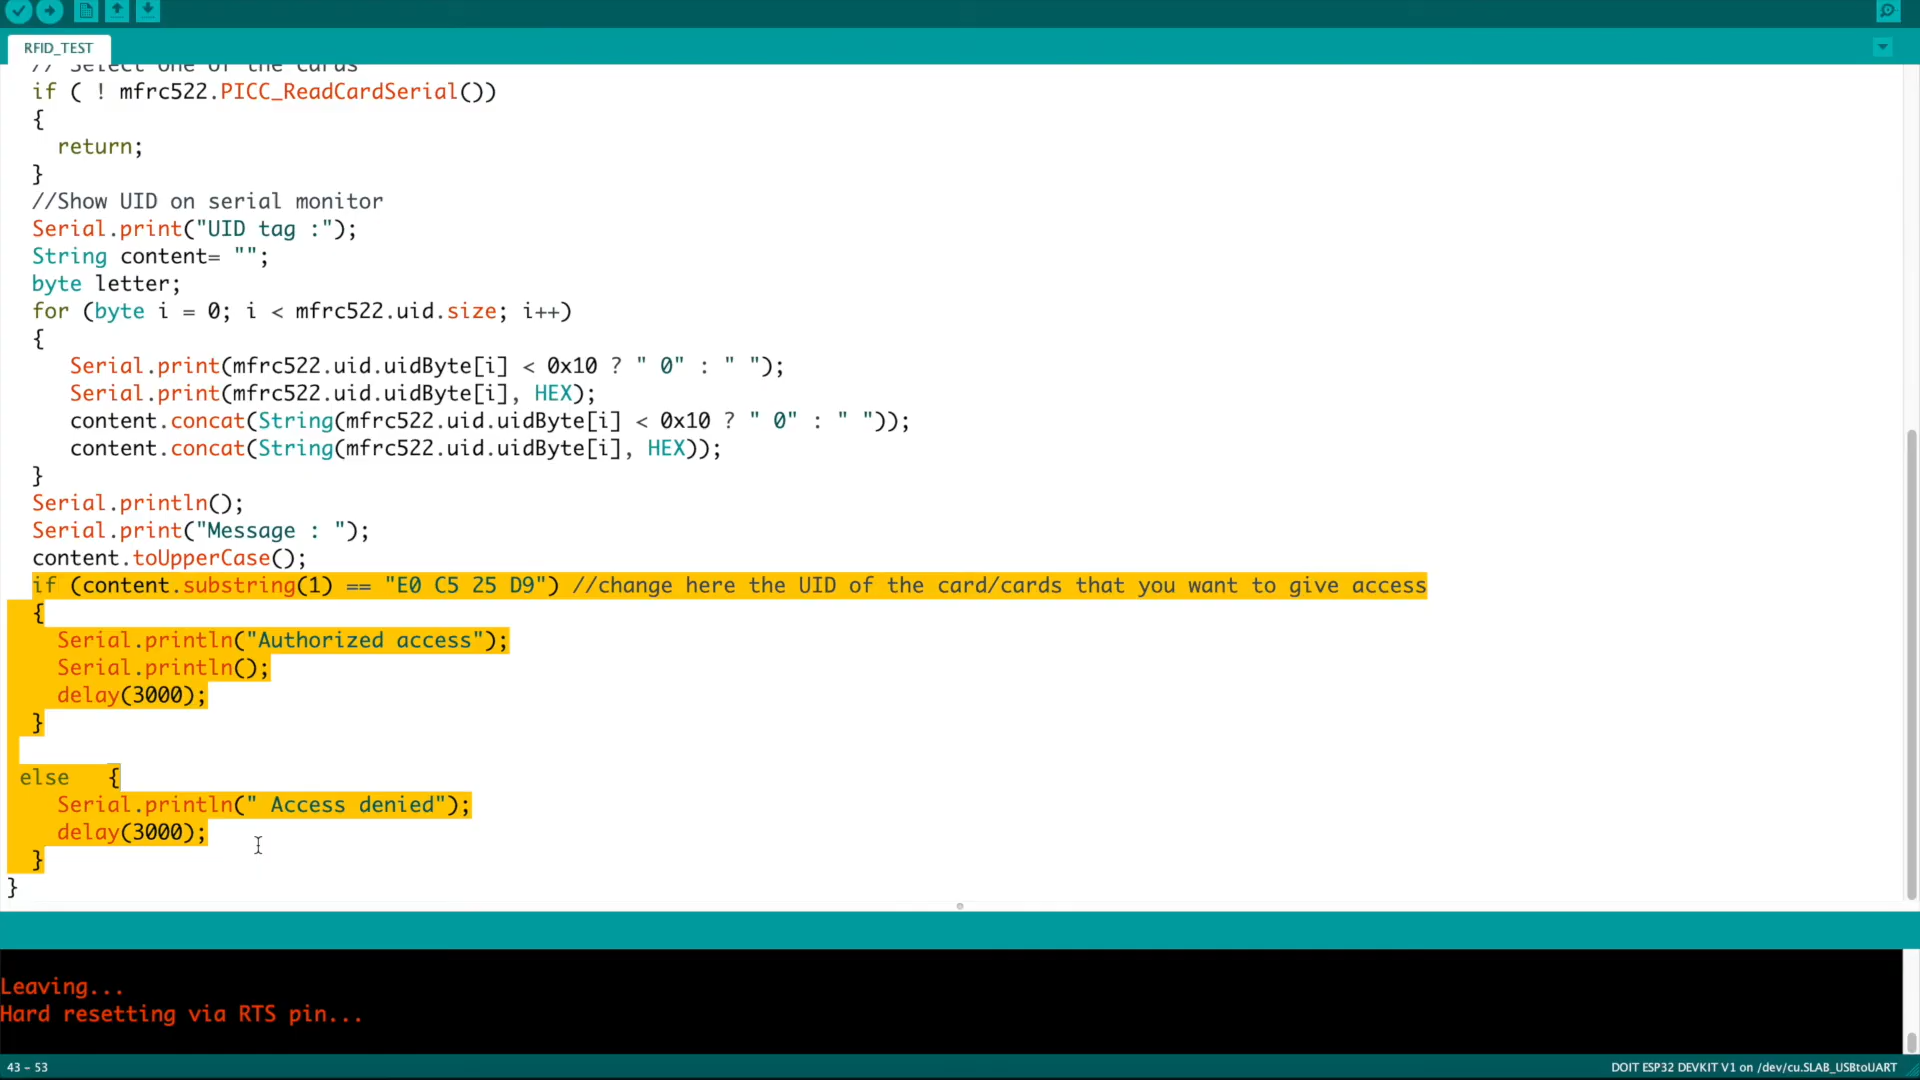 RFID_TEST
// Select one of the cards
if ( ! mfrc522.PICC_ReadCardSerial())
{
return;
}
//Show UID on serial monitor
Serial.print("UID tag :");
String content= "";
byte letter;
for (byte i = 0; i < mfrc522.uid.size; i++)
{
Serial.print(mfrc522.uid.uidByte[i] < 0x10 ? " 0" : " ");
Serial.print(mfrc522.uid.uidByte[i], HEX);
content.concat(String(mfrc522.uid.uidByte[i] < 0x10 ? " 0" : " "));
content.concat(String(mfrc522.uid.uidByte[i], HEX));
}
Serial.println();
Serial.print("Message : ");
content.toUpperCase();
if (content.substring(1) == "E0 C5 25 D9") //change here the UID of the card/cards that you want to give access
{
Serial.println("Authorized access");
Serial.println();
delay(3000);
}
else   {
Serial.println(" Access denied");
delay(3000);
}
}
Leaving...
Hard resetting via RTS pin...
43 - 53
DOIT ESP32 DEVKIT V1 on /dev/cu.SLAB_USBtoUART